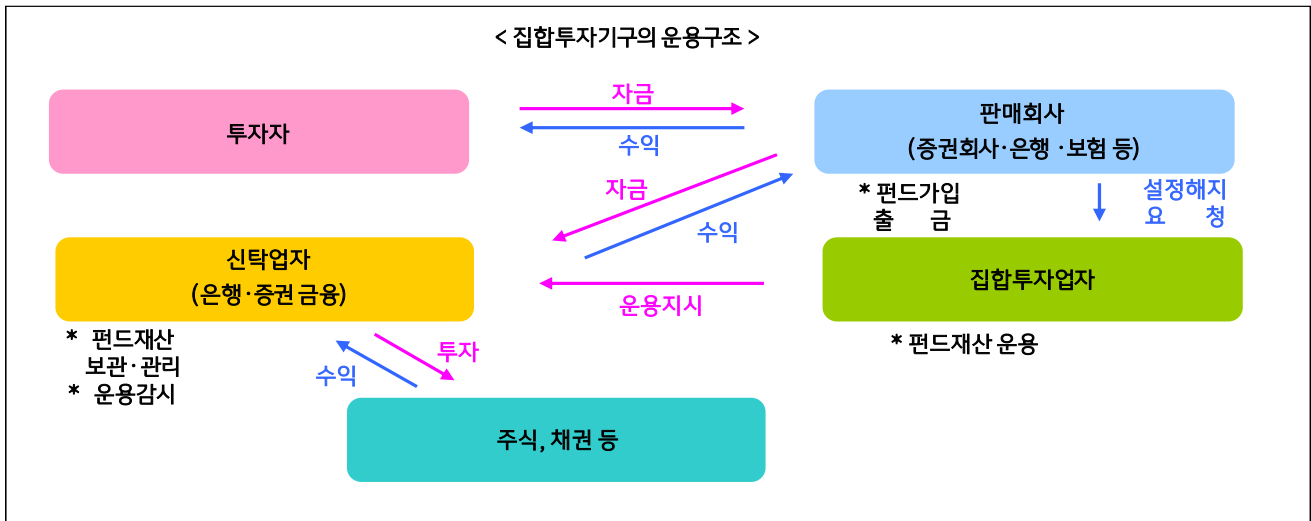 < 집합투자기구의 운용구조 >
투자자
자금
수익
판매회사
(증권회사·은행 ·보험 등)
자금
수익
* 펀드가입
출 금
설정해지
요 청
신탁업자
(은행·증권 금융)
운용지시
집합투자업자
* 펀드재산
보관·관리
* 운용감시
* 펀드재산 운용
투자
수익
주식, 채권 등